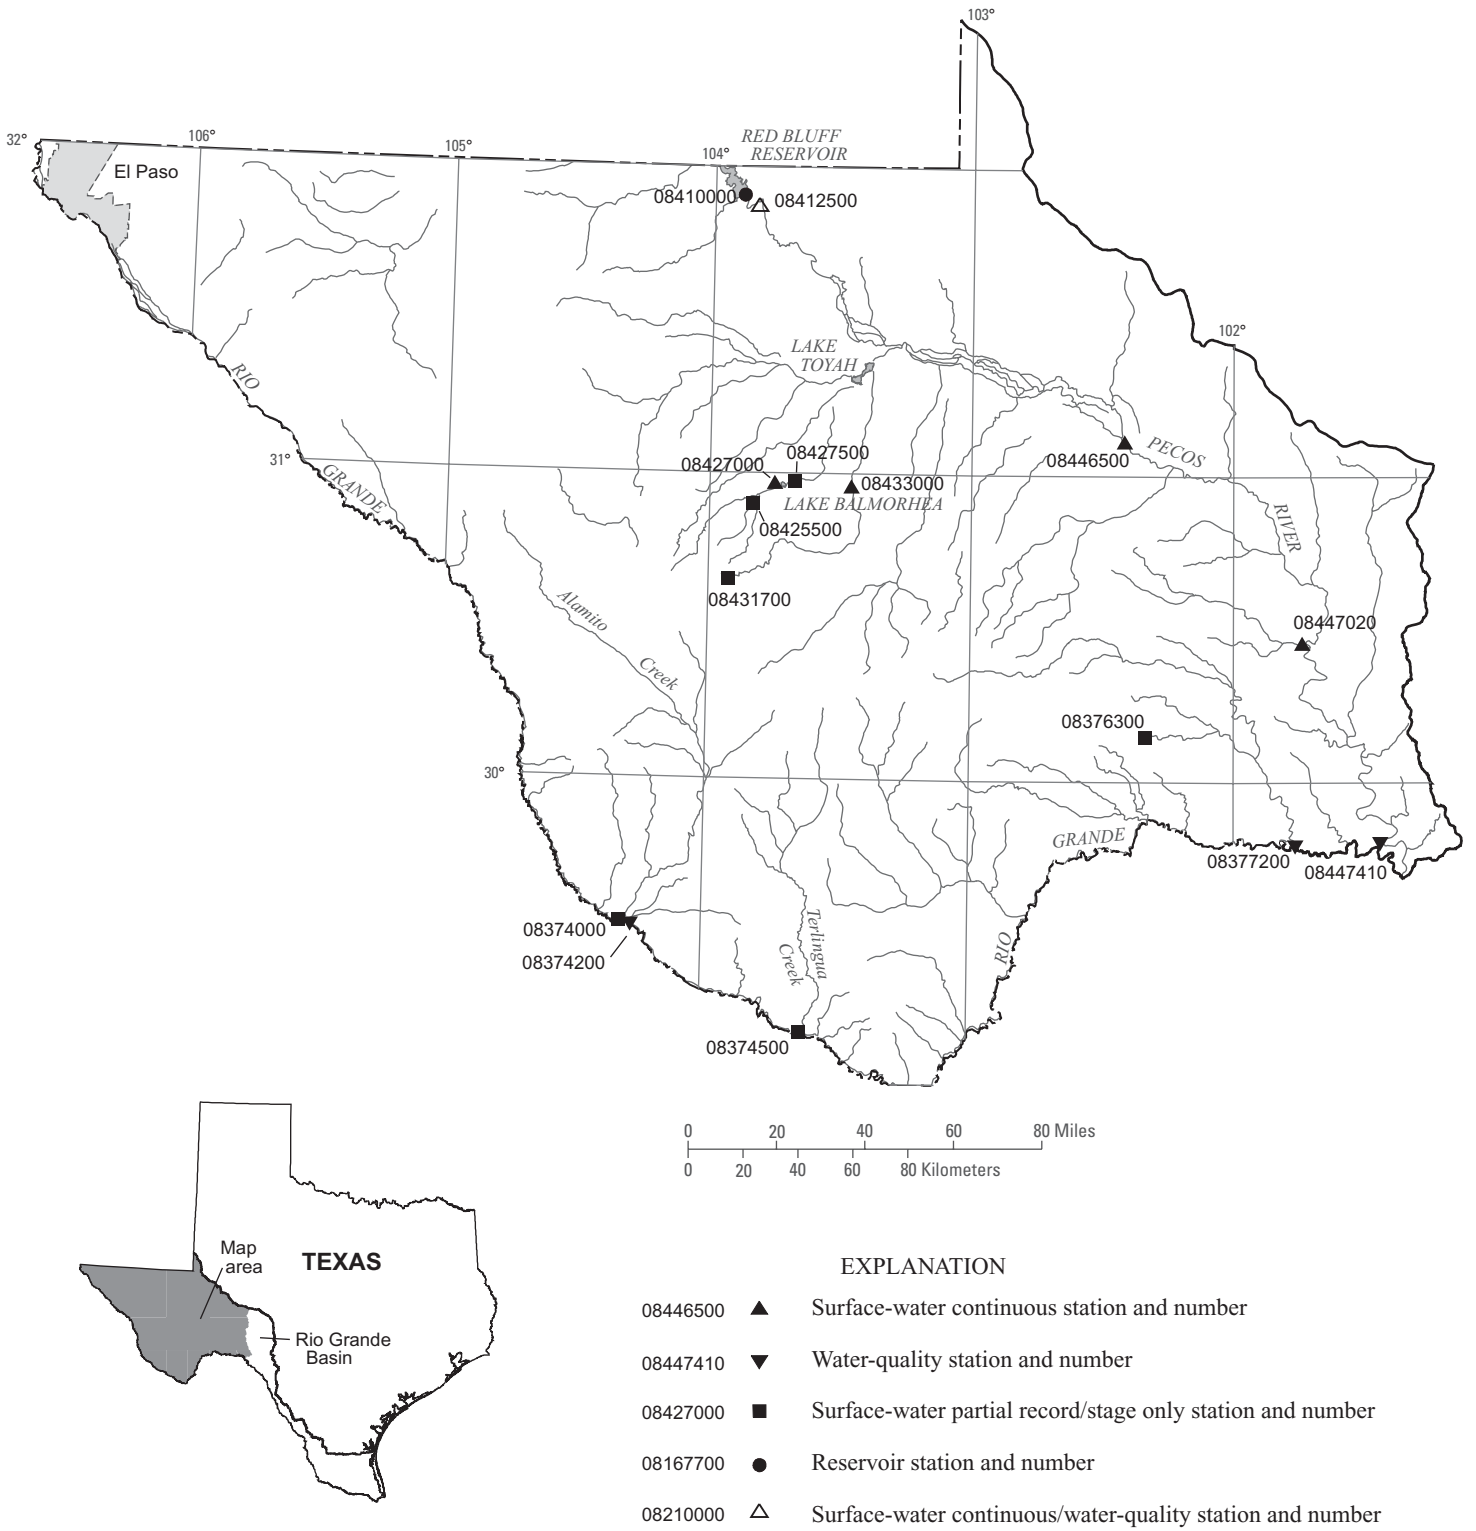 103°
32°
106°
105°
104°
RED BLUFF
RESERVOIR
El Paso
08410000
08412500
102°
LAKE
TOYAH
RIO
GRANDE
31°
08427500
08427000
08433000
LAKE BALMORHEA
08425500
08446500
PECOS
RIVER
08431700
Alamito
Creek
08447020
08376300
30°
GRANDE
08377200
08447410
08374000
08374200
Terlingua
Creek
RIO
08374500
0 20 40 60 80 Miles
0 20 40 60 80 Kilometers
Map
area
TEXAS
Rio Grande
Basin
EXPLANATION
08446500 Surface-water continuous station and number
08447410 Water-quality station and number
08427000 Surface-water partial record/stage only station and number
08167700 Reservoir station and number
08210000 Surface-water continuous/water-quality station and number